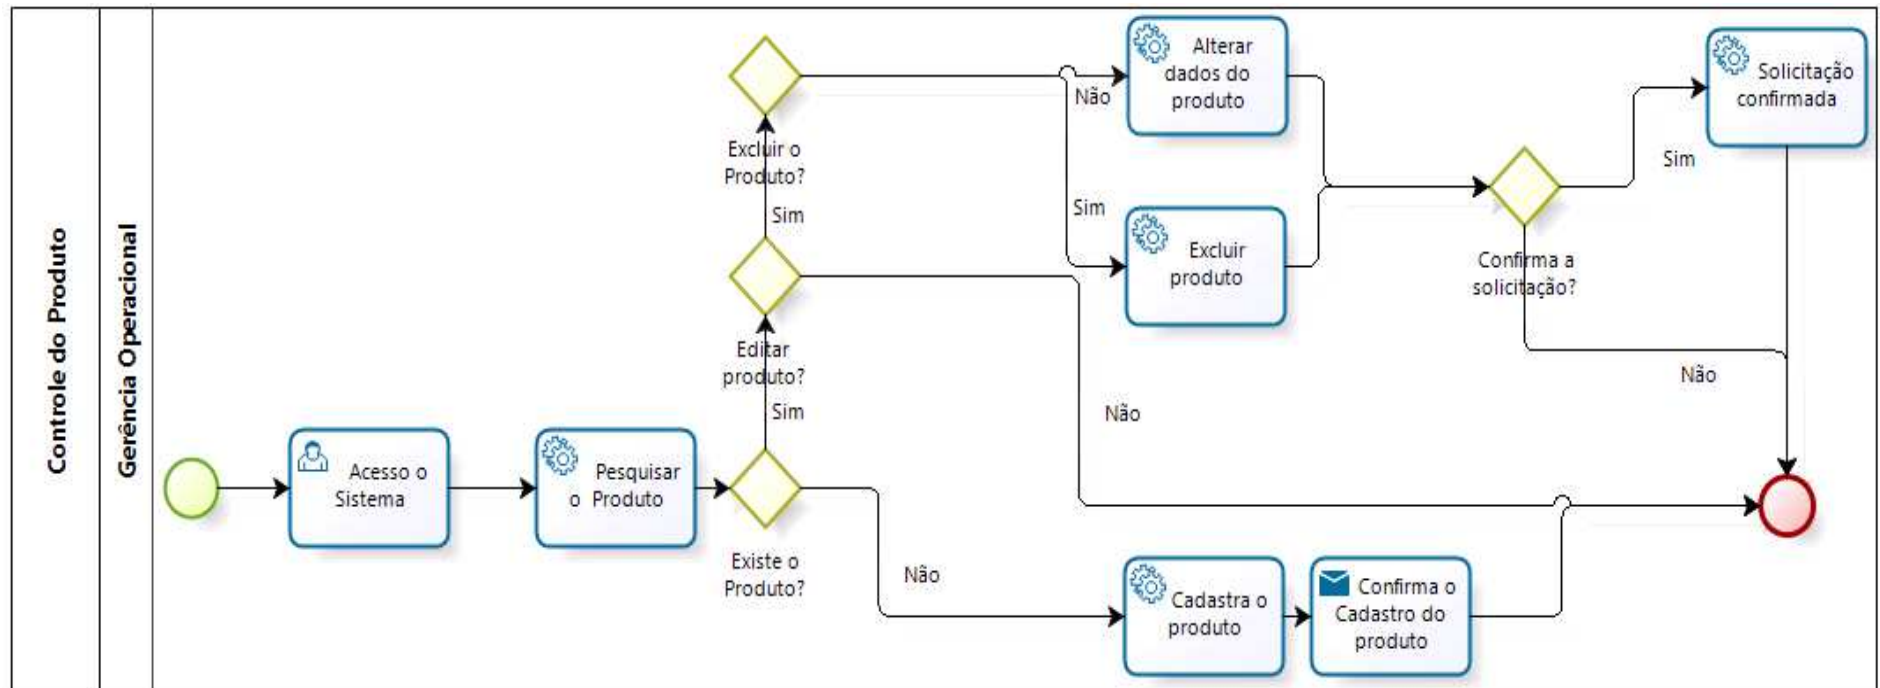 Controle do Produto
Gerência Operacional
Acesso o
Sistema
Pesquisar
o Produto
Existe o
Produto?
Sim
Editar
produto?
Sim
Excluir o
Produto?
Não
Alterar
dados do
produto
Sim
Excluir
produto
Confirma a
solicitação?
Sim
Solicitação
confirmada
Não
Não
Não
Cadastra o
produto
Confirma o
Cadastro do
produto